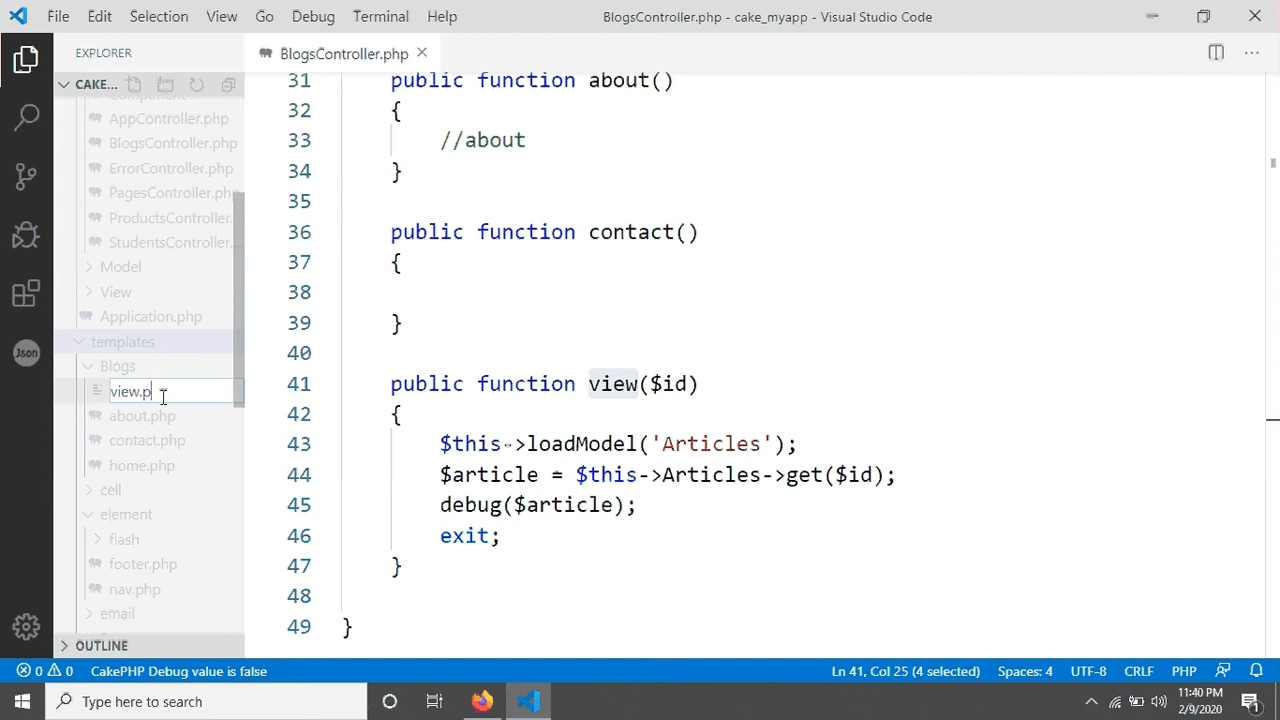 File Edit Selection View Go Debug Terminal Help BlogsController.php - cake_myapp - Visual Studio Code
EXPLORER
BlogsController.php
CAKE...
Component
AppController.php
BlogsController.php
ErrorController.php
PagesController.php
ProductsController.
StudentsController....
Model
View
Application.php
templates
Blogs
view.p
about.php
contact.php
home.php
cell
element
flash
footer.php
nav.php
email
OUTLINE
Json
31 public function about()
32 {
33 //about
34 }
35
36 public function contact()
37 {
38
39 }
40
41 public function view($id)
42 {
43 $this->loadModel('Articles');
44 $article = $this->Articles->get($id);
45 debug($article);
46 exit;
47 }
48
49 }
0 0 CakePHP Debug value is false Ln 41, Col 25 (4 selected) Spaces: 4 UTF-8 CRLF PHP
Type here to search
11:40 PM
2/9/2020
1